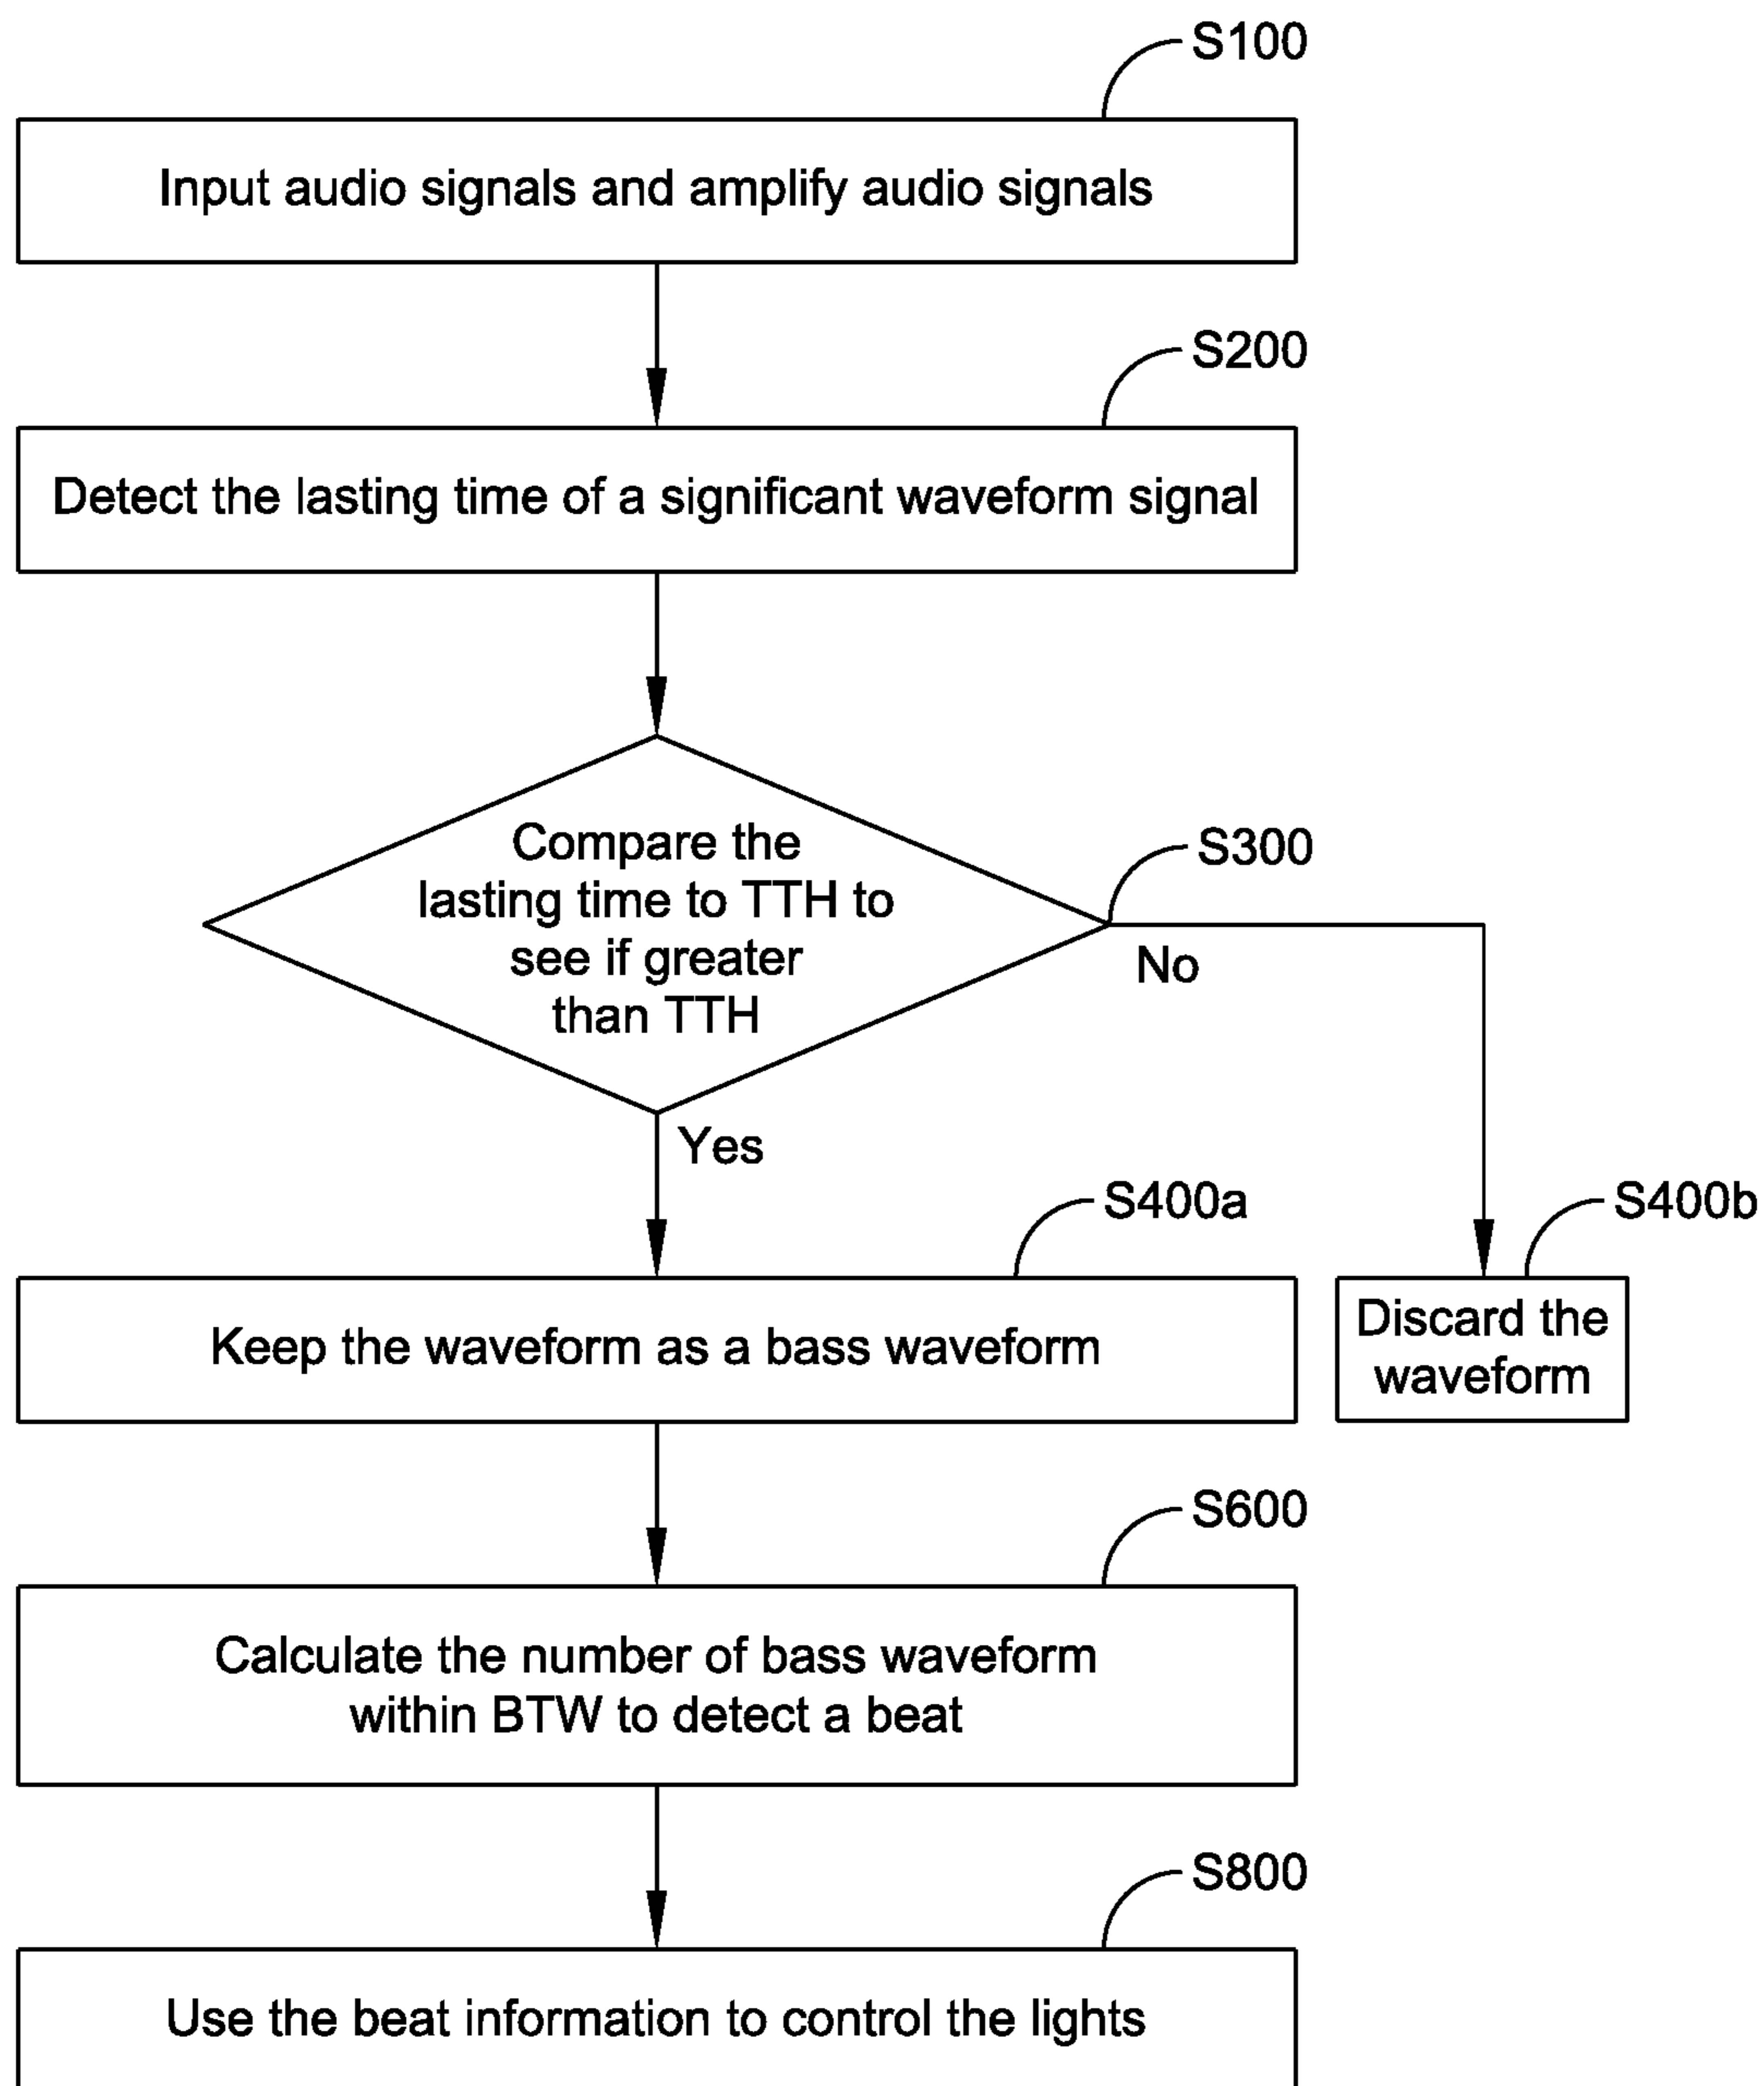 S100
Input audio signals and amplify audio signals
S200
Detect the lasting time of a significant waveform signal
Compare the
lasting time to TTH to
see if greater
than TTH
S300
No
Yes
S400a
S400b
Keep the waveform as a bass waveform
Discard the
waveform
S600
Calculate the number of bass waveform
within BTW to detect a beat
S800
Use the beat information to control the lights